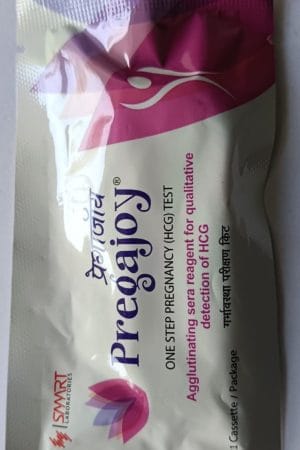 प्रेगाजॉय
Pregajoy®
ONE STEP PREGNANCY (HCG) TEST
Agglutinating sera reagent for qualitative
detection of HCG
गर्भावस्था परीक्षण किट
SMART
LABORATORIES
1 Cassette / Package